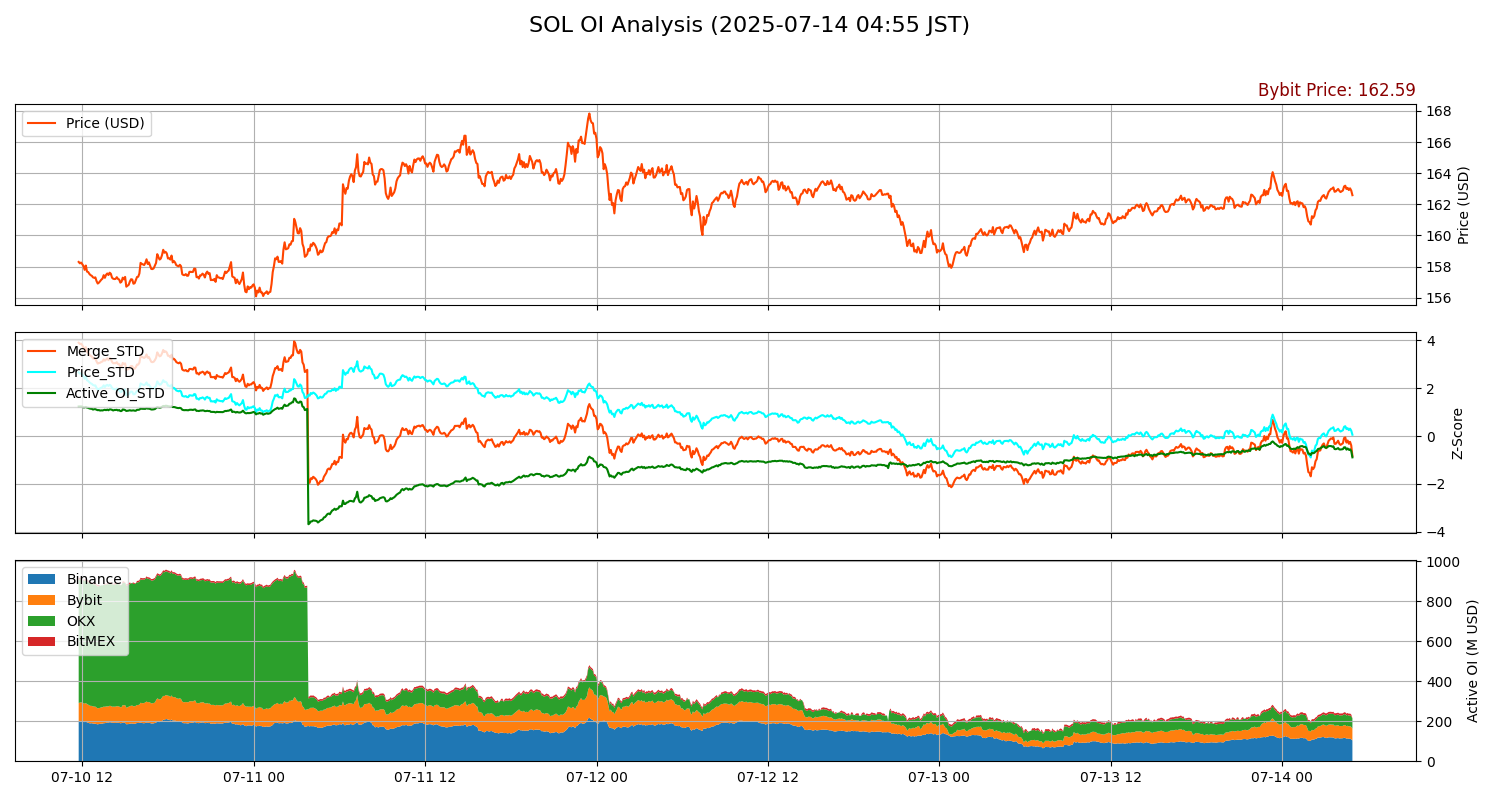 SOL OI Analysis (2025-07-14 04:55 JST)
Bybit Price: 162.59
Price (USD)
168
166
164
162
160
158
156
Price (USD)
Merge_STD
Price_STD
Active_OI_STD
4
2
0
−2
−4
Z-Score
Binance
Bybit
OKX
BitMEX
1000
800
600
400
200
0
Active OI (M USD)
07-10 12
07-11 00
07-11 12
07-12 00
07-12 12
07-13 00
07-13 12
07-14 00